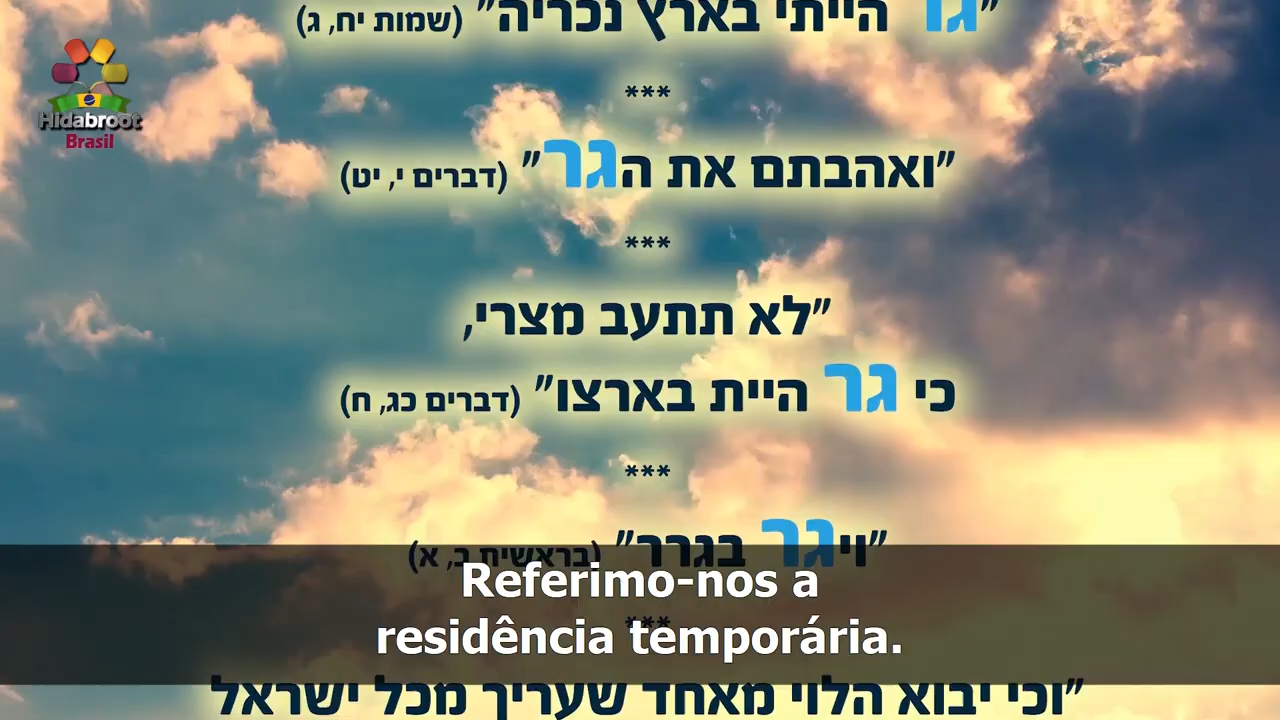 "גר הייתי בארץ נכריה" (שמות יח, ג)
Hidabroot
Brasil
***
"ואהבתם את הגר" (דברים י, יט)
***
"לא תתעב מצרי,
כי גר היית בארצו" (דברים כג, ח)
***
"ויגר בגרר" (בראשית כ, א)
Referimo-nos a
***
residência temporária.
"וכי יבוא הלוי מאחד שעריך מכל ישראל